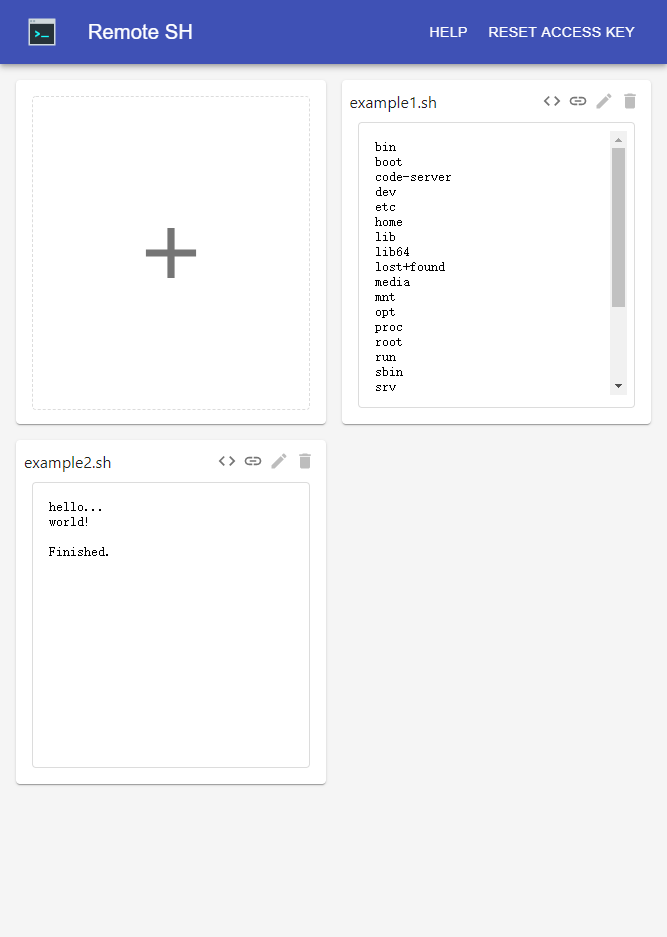 Remote SH
HELP
RESET ACCESS KEY
example1.sh
bin
boot
code-server
dev
etc
home
lib
lib64
lost+found
media
mnt
opt
proc
root
run
sbin
srv
example2.sh
hello...
world!
Finished.